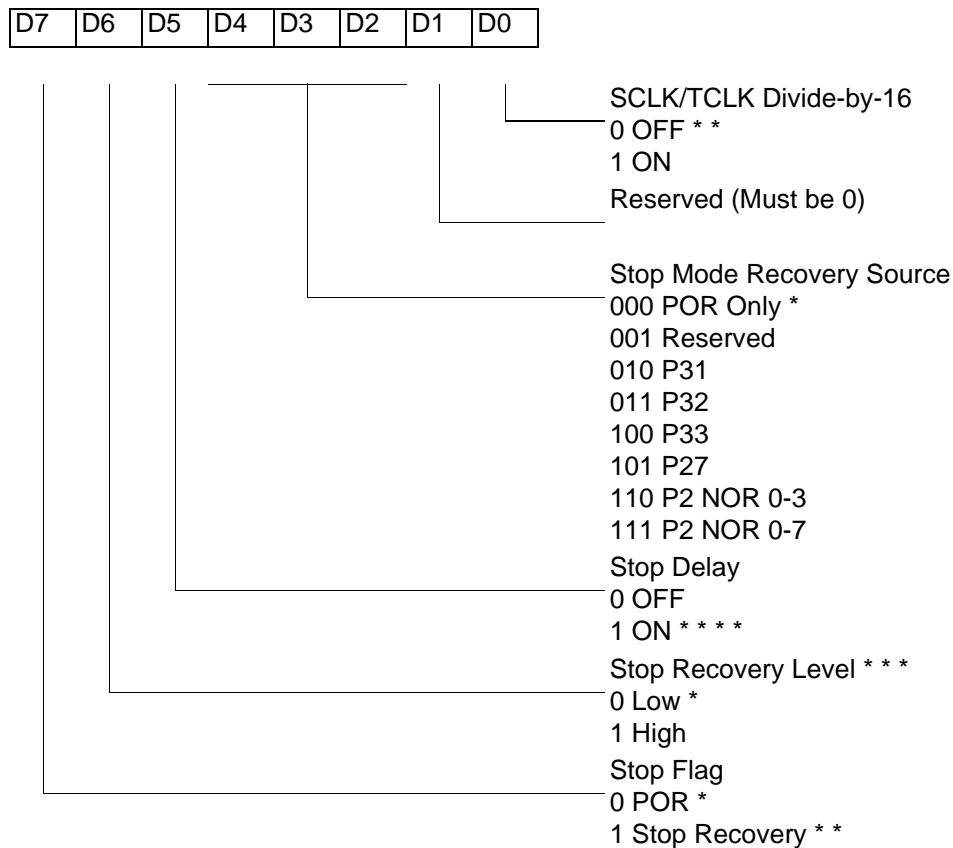 D7 D6 D5 D4 D3 D2 D1 D0
SCLK/TCLK Divide-by-16
0 OFF * *
1 ON
Reserved (Must be 0)
Stop Mode Recovery Source
000 POR Only *
001 Reserved
010 P31
011 P32
100 P33
101 P27
110 P2 NOR 0-3
111 P2 NOR 0-7
Stop Delay
0 OFF
1 ON * * * *
Stop Recovery Level * * *
0 Low *
1 High
Stop Flag
0 POR *
1 Stop Recovery * *